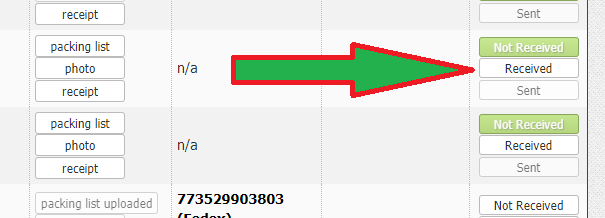 receipt
Sent
packing list
photo
receipt
n/a
Not Received
Received
Sent
packing list
photo
receipt
n/a
Not Received
Received
Sent
packing list uploaded
773529903803
(Fedex)
Not Received